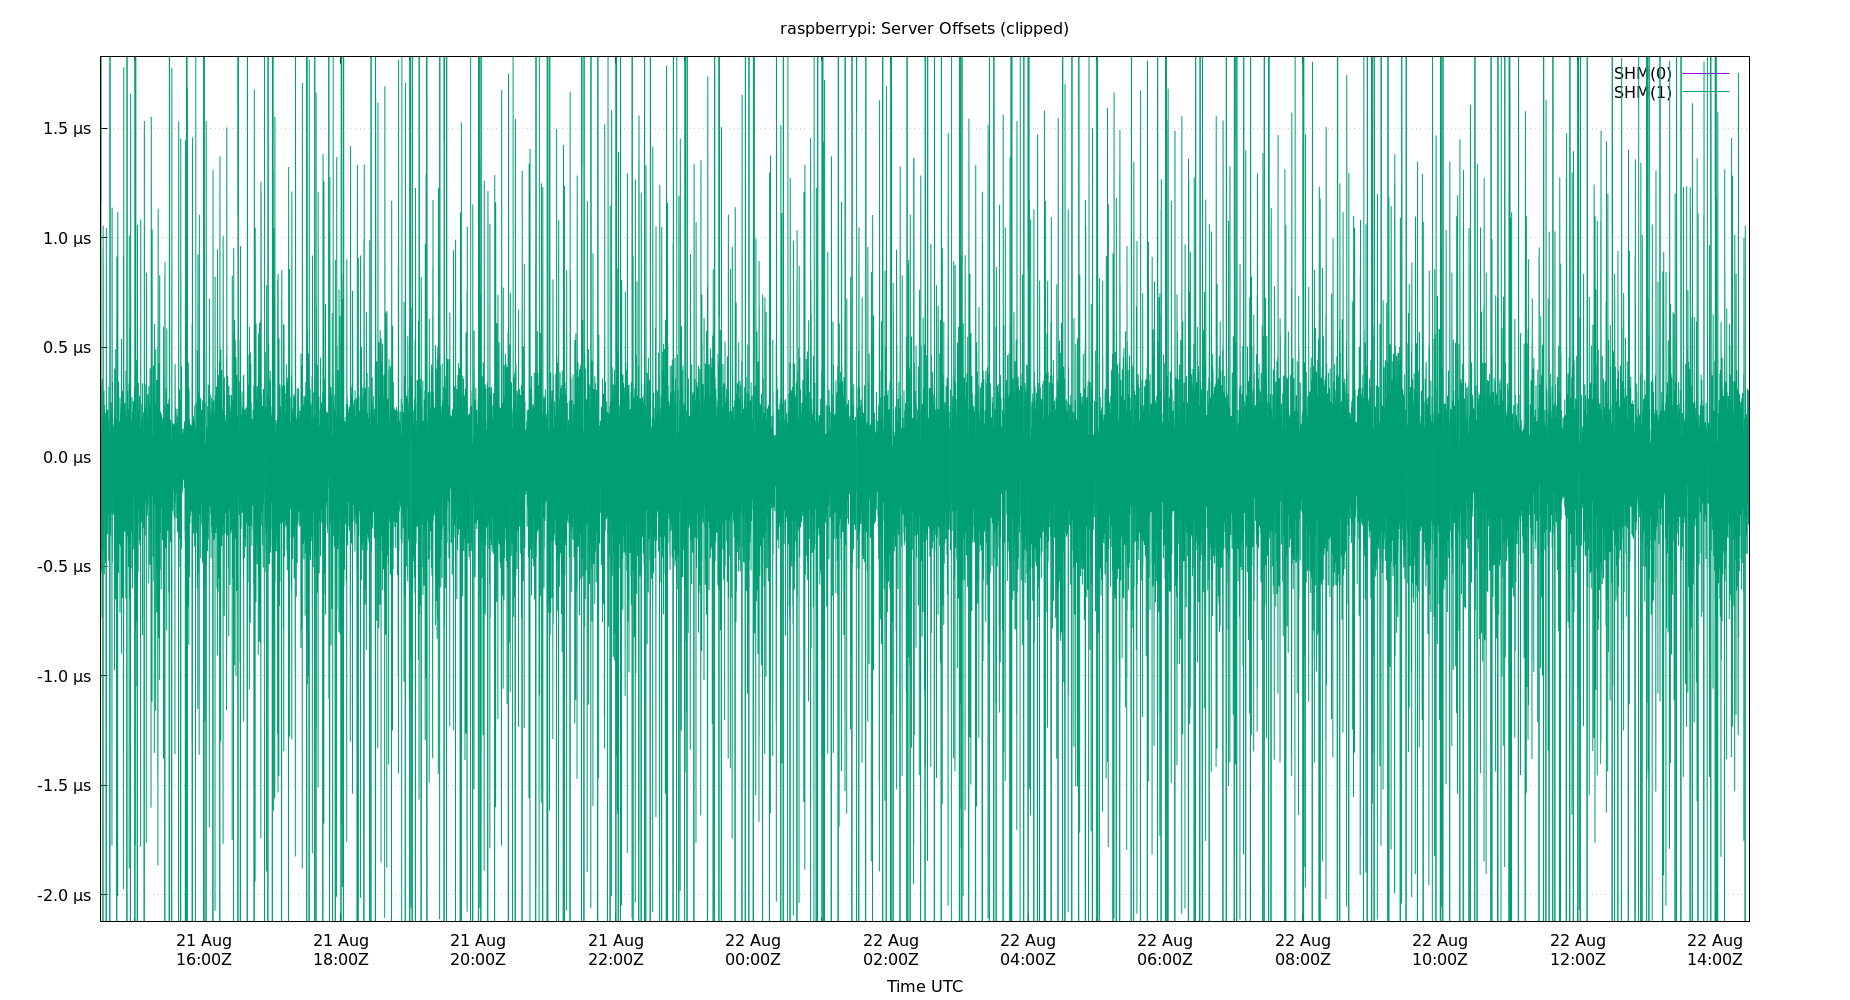 raspberrypi: Server Offsets (clipped)
SHM(0)
SHM(1)
1.5 µs
1.0 µs
0.5 µs
0.0 µs
-0.5 µs
-1.0 µs
-1.5 µs
-2.0 µs
21 Aug 21 Aug 21 Aug 21 Aug 22 Aug 22 Aug 22 Aug 22 Aug 22 Aug 22 Aug 22 Aug 22 Aug
16:00Z 18:00Z 20:00Z 22:00Z 00:00Z 02:00Z 04:00Z 06:00Z 08:00Z 10:00Z 12:00Z 14:00Z
Time UTC